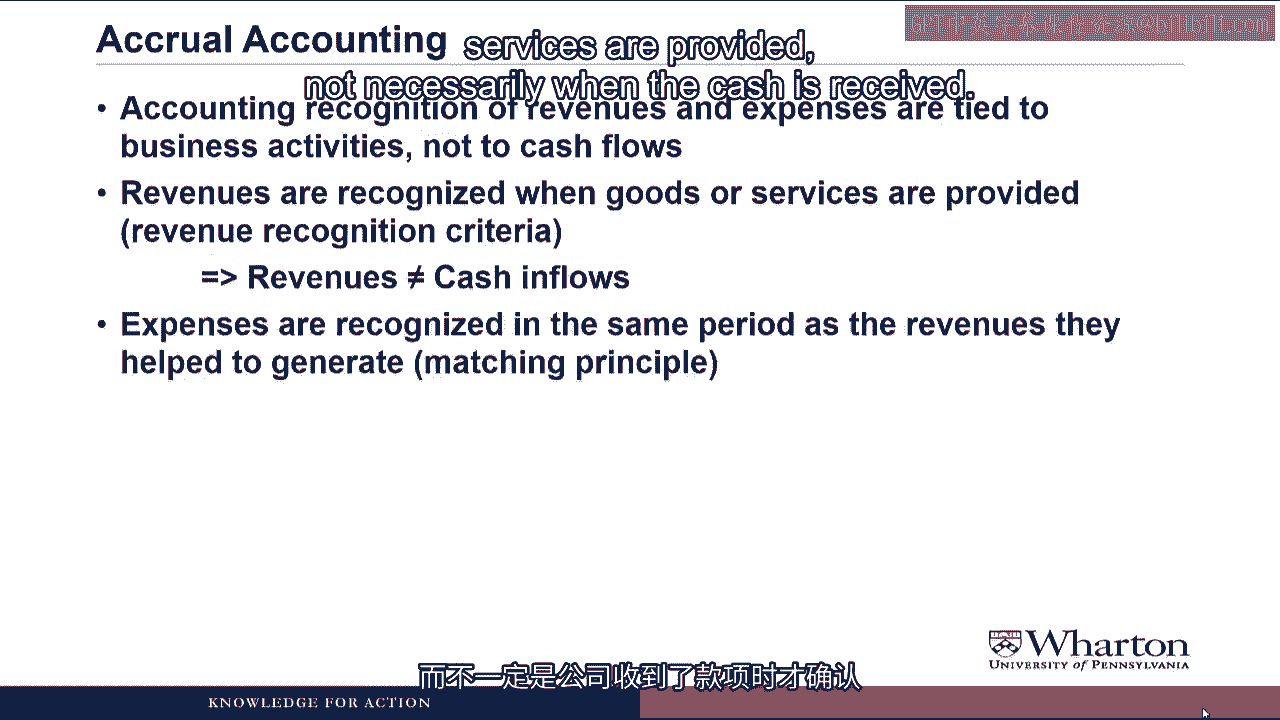 Accrual Accounting
services are provided,
not necessarily when the cash is received.
• Accounting recognition of revenues and expenses are tied to
business activities, not to cash flows
• Revenues are recognized when goods or services are provided
(revenue recognition criteria)
=> Revenues ≠ Cash inflows
• Expenses are recognized in the same period as the revenues they
helped to generate (matching principle)
Wharton
UNIVERSITY of PENNSYLVANIA
而不一定是公司收到了款项时才确认
KNOWLEDGE FOR ACTION